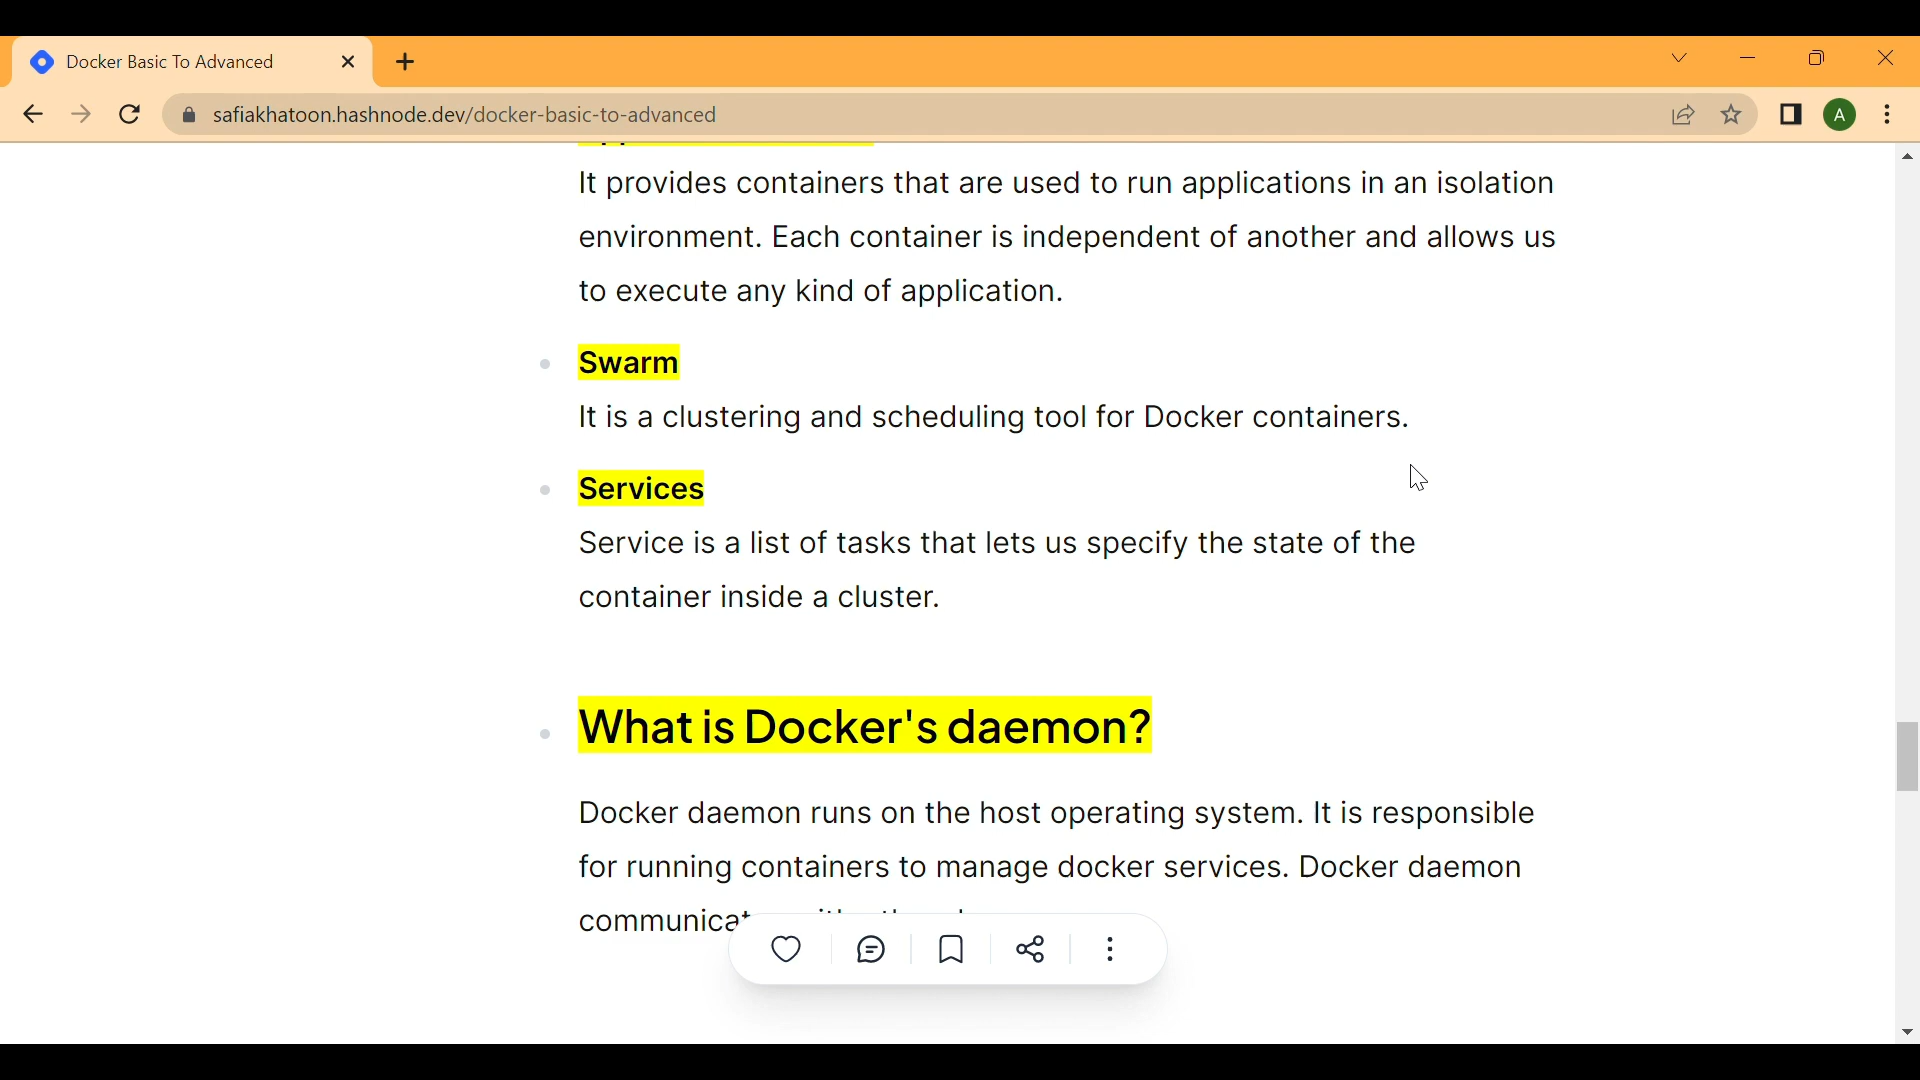 Docker Basic To Advanced
safiakhatoon.hashnode.dev/docker-basic-to-advanced
A
It provides containers that are used to run applications in an isolation
environment. Each container is independent of another and allows us
to execute any kind of application.
Swarm
It is a clustering and scheduling tool for Docker containers.
Services
Service is a list of tasks that lets us specify the state of the
container inside a cluster.
What is Docker's daemon?
Docker daemon runs on the host operating system. It is responsible
for running containers to manage docker services. Docker daemon